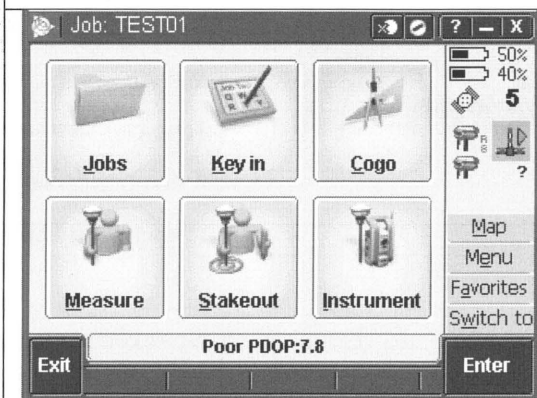 Job: TEST01
? – X
50%
40%
5
?
Jobs
Key in
Cogo
Measure
Stakeout
Instrument
Map
Menu
Favorites
Switch to
Poor PDOP:7.8
Exit
Enter